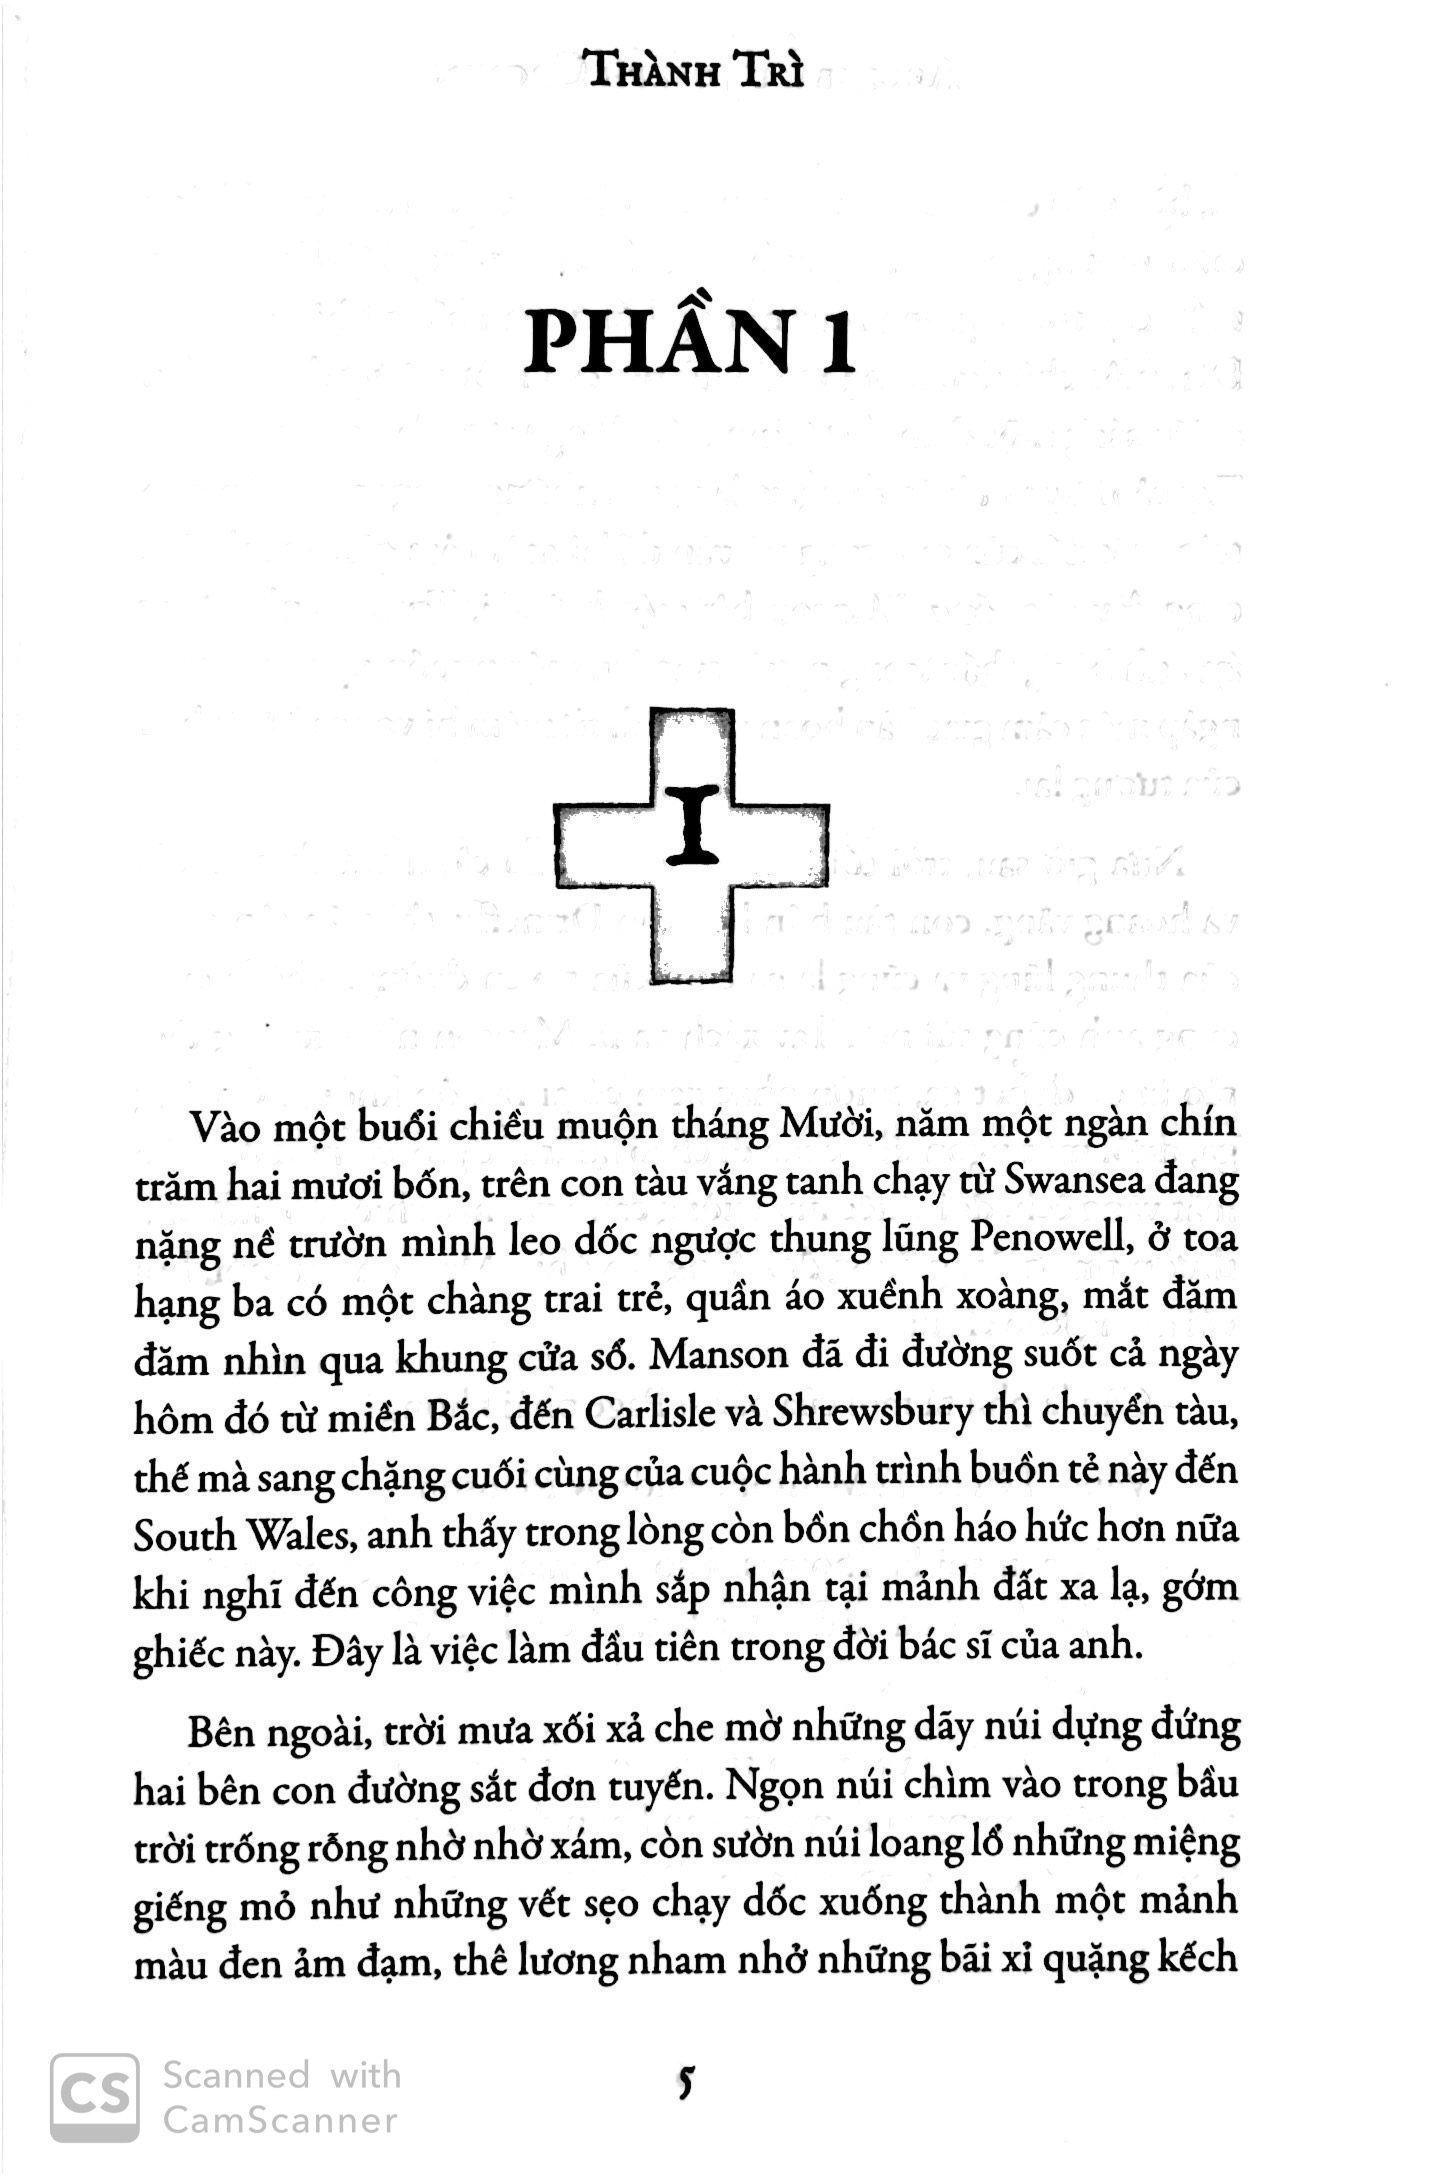 THÀNH TRÌ
PHẦN 1
I
Vào một buổi chiều muộn tháng Mười, năm một ngàn chín
trăm hai mươi bốn, trên con tàu vắng tanh chạy từ Swansea đang
nặng nề trườn mình leo dốc ngược thung lũng Penowell, ở toa
hạng ba có một chàng trai trẻ, quần áo xuềnh xoàng, mắt đăm
đăm nhìn qua khung cửa sổ. Manson đã đi đường suốt cả ngày
hôm đó từ miền Bắc, đến Carlisle và Shrewsbury thì chuyển tàu,
thế mà sang chặng cuối cùng của cuộc hành trình buồn tẻ này đến
South Wales, anh thấy trong lòng còn bồn chồn háo hức hơn nữa
khi nghĩ đến công việc mình sắp nhận tại mảnh đất xa lạ, gớm
ghiếc này. Đây là việc làm đầu tiên trong đời bác sĩ của anh.
Bên ngoài, trời mưa xối xả che mờ những dãy núi dựng đứng
hai bên con đường sắt đơn tuyến. Ngọn núi chìm vào trong bầu
trời trống rỗng nhờ nhờ xám, còn sườn núi loang lổ những miệng
giếng mỏ như những vết sẹo chạy dốc xuống thành một mảnh
màu đen ảm đạm, thê lương nham nhở những bãi xỉ quặng kếch
5
CS Scanned with
CamScanner